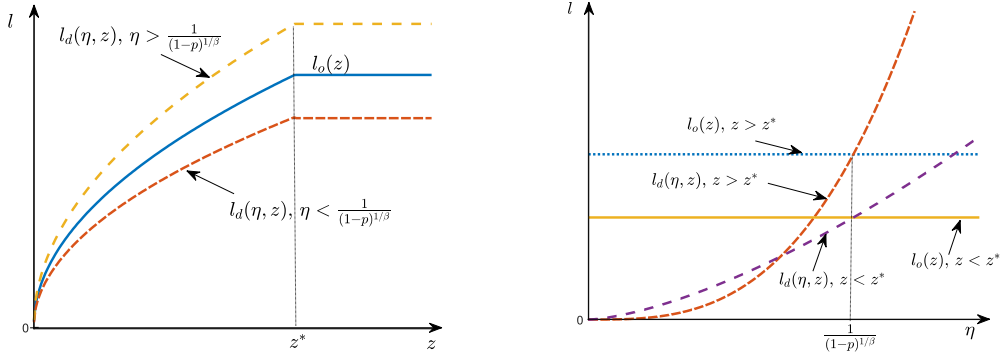 l
l_d(η, z), η > 1/(1−p)^{1/β}
l_o(z)
l_d(η, z), η < 1/(1−p)^{1/β}
0
z*
z
l
l_o(z), z > z*
l_d(η, z), z > z*
l_o(z), z < z*
l_d(η, z), z < z*
0
1/(1−p)^{1/β}
η